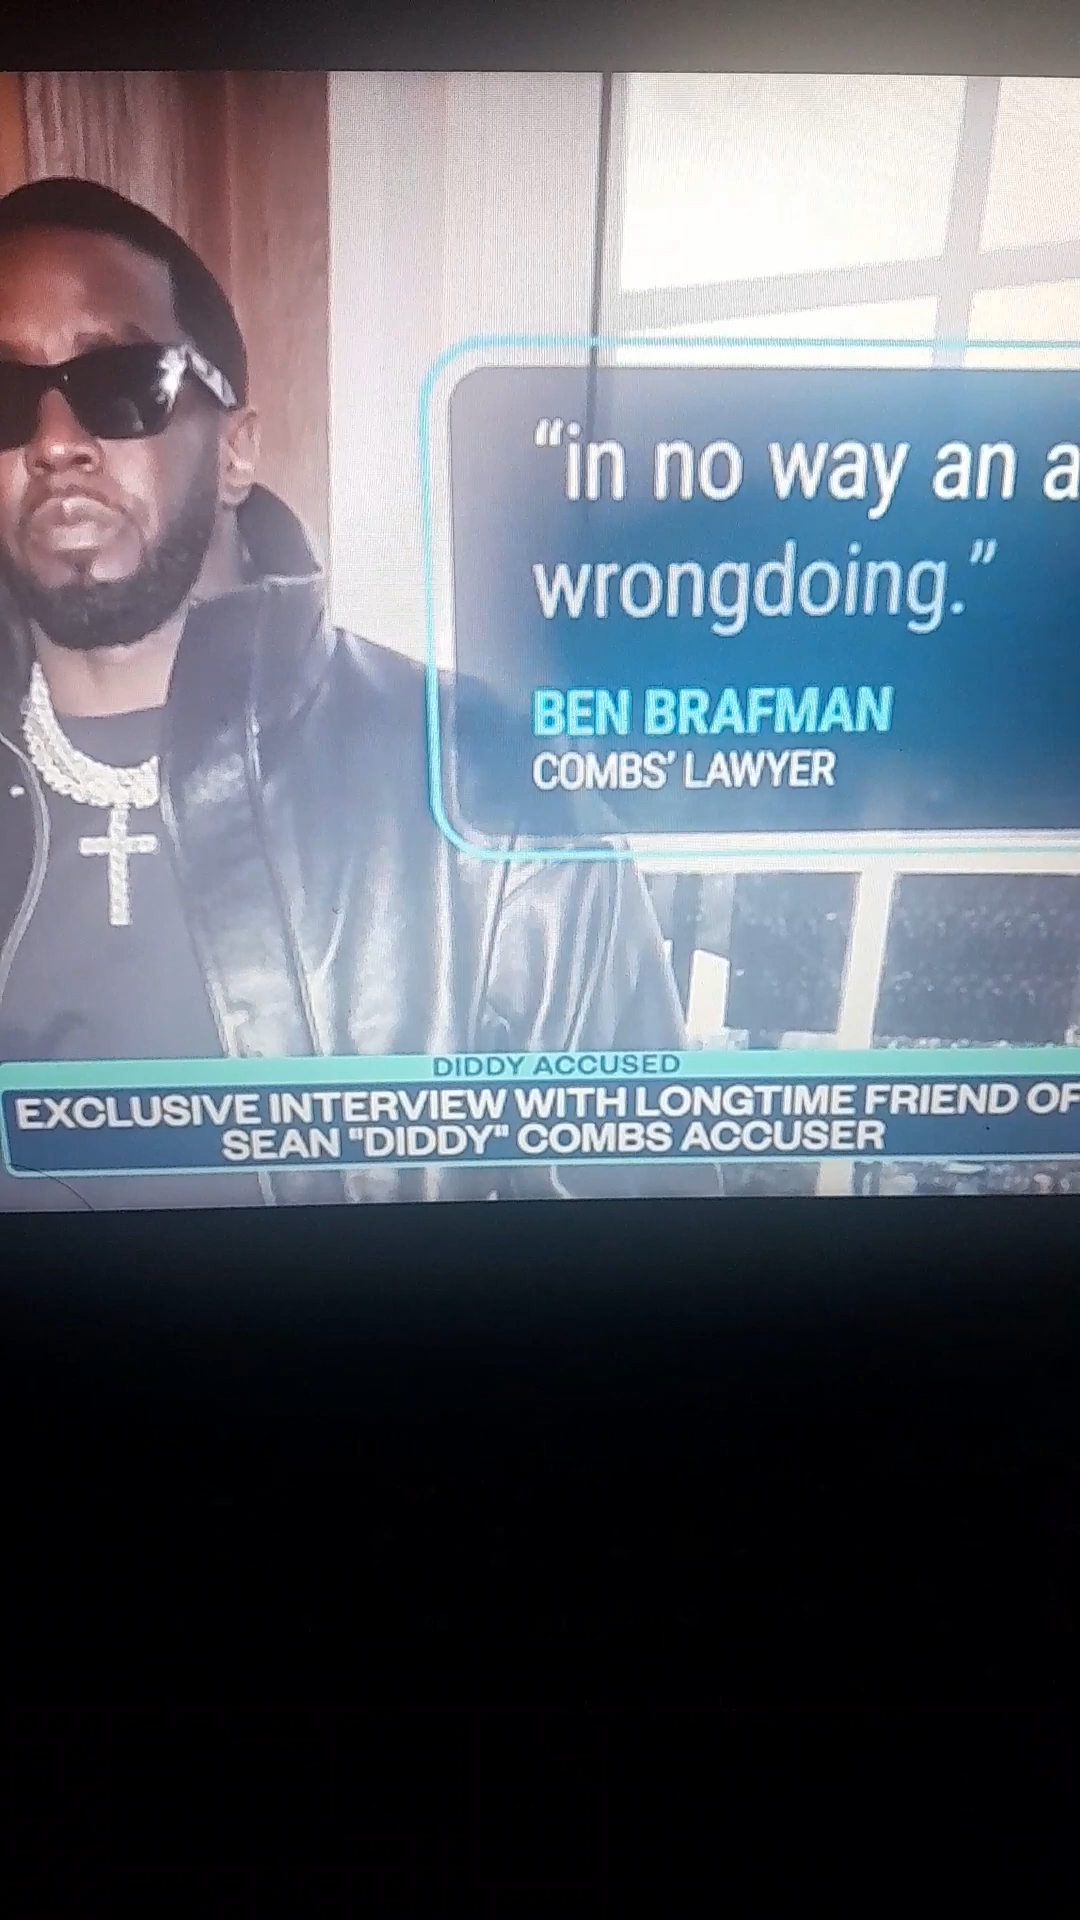 “in no way an a
wrongdoing.”
BEN BRAFMAN
COMBS’ LAWYER
DIDDY ACCUSED
EXCLUSIVE INTERVIEW WITH LONGTIME FRIEND OF
SEAN "DIDDY" COMBS ACCUSER